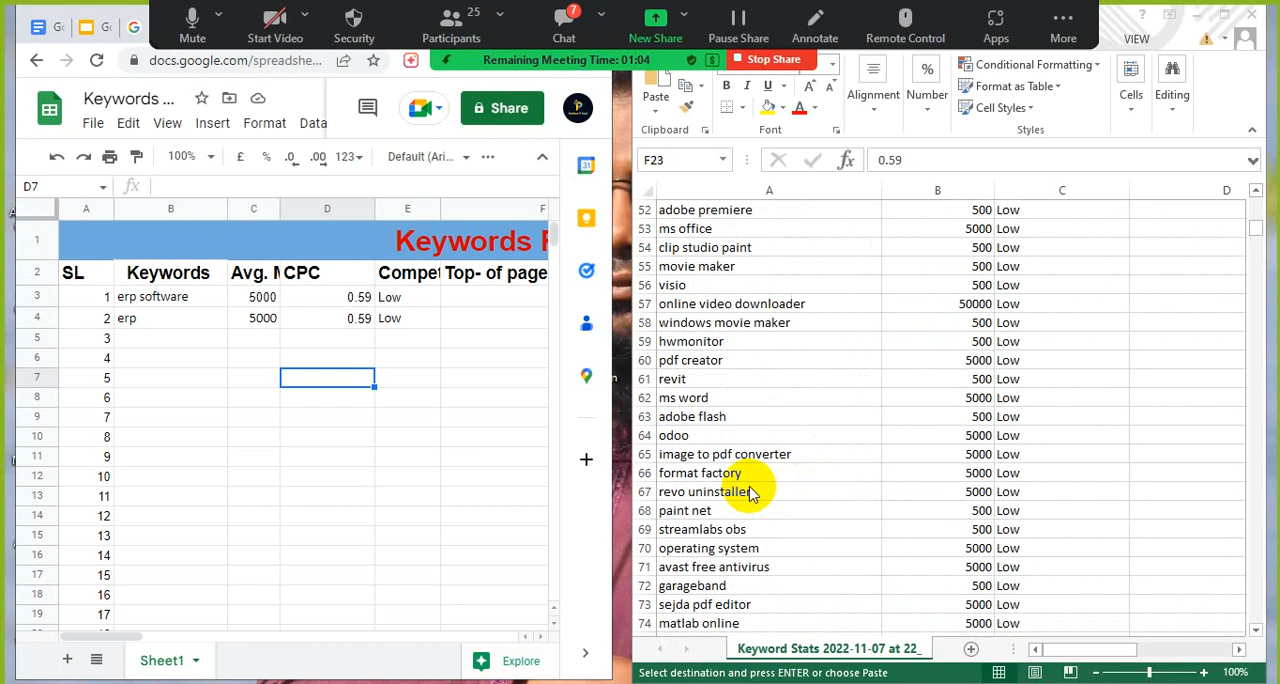 Mute
Start Video
Security
25
Participants
7
Chat
New Share
Pause Share
Annotate
Remote Control
Apps
More
Remaining Meeting Time: 01:04
$
Stop Share
VIEW
docs.google.com/spreadshe...
Keywords ...
File Edit View Insert Format Data
Share
100% £ % .0 .00 123 Default (Ari...
D7
fx
A B C D E F
1 Keywords
2 SL Keywords Avg. CPC Compet Top- of page
3 1 erp software 5000 0.59 Low
4 2 erp 5000 0.59 Low
5 3
6 4
7 5
8 6
9 7
10 8
11 9
12 10
13 11
14 12
15 13
16 14
17 15
18 16
19 17
Sheet1
Explore
Paste
B I U A A
A
Alignment
%
Number
Conditional Formatting
Format as Table
Cell Styles
Cells
Editing
Clipboard Font Styles
F23
fx
0.59
A B C D
52 adobe premiere 500 Low
53 ms office 5000 Low
54 clip studio paint 500 Low
55 movie maker 500 Low
56 visio 500 Low
57 online video downloader 50000 Low
58 windows movie maker 500 Low
59 hwmonitor 500 Low
60 pdf creator 5000 Low
61 revit 500 Low
62 ms word 5000 Low
63 adobe flash 500 Low
64 odoo 5000 Low
65 image to pdf converter 5000 Low
66 format factory 5000 Low
67 revo uninstaller 5000 Low
68 paint net 500 Low
69 streamlabs obs 500 Low
70 operating system 5000 Low
71 avast free antivirus 5000 Low
72 garageband 500 Low
73 sejda pdf editor 5000 Low
74 matlab online 5000 Low
Keyword Stats 2022-11-07 at 22_
Select destination and press ENTER or choose Paste
100%